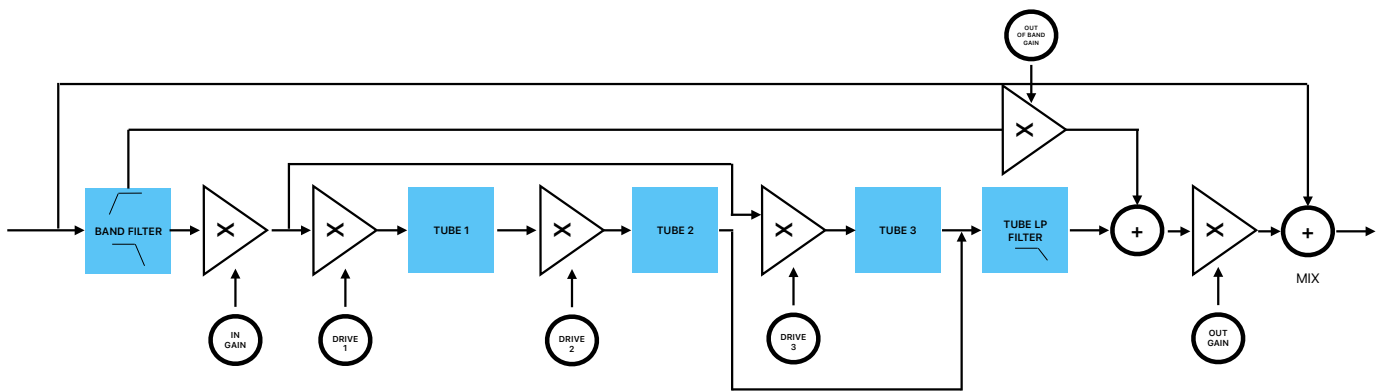 OUT
OF BAND
GAIN
BAND FILTER
X
X
TUBE 1
X
TUBE 2
X
TUBE 3
TUBE LP
FILTER
X
+
X
+
MIX
IN
GAIN
DRIVE
1
DRIVE
2
DRIVE
3
OUT
GAIN